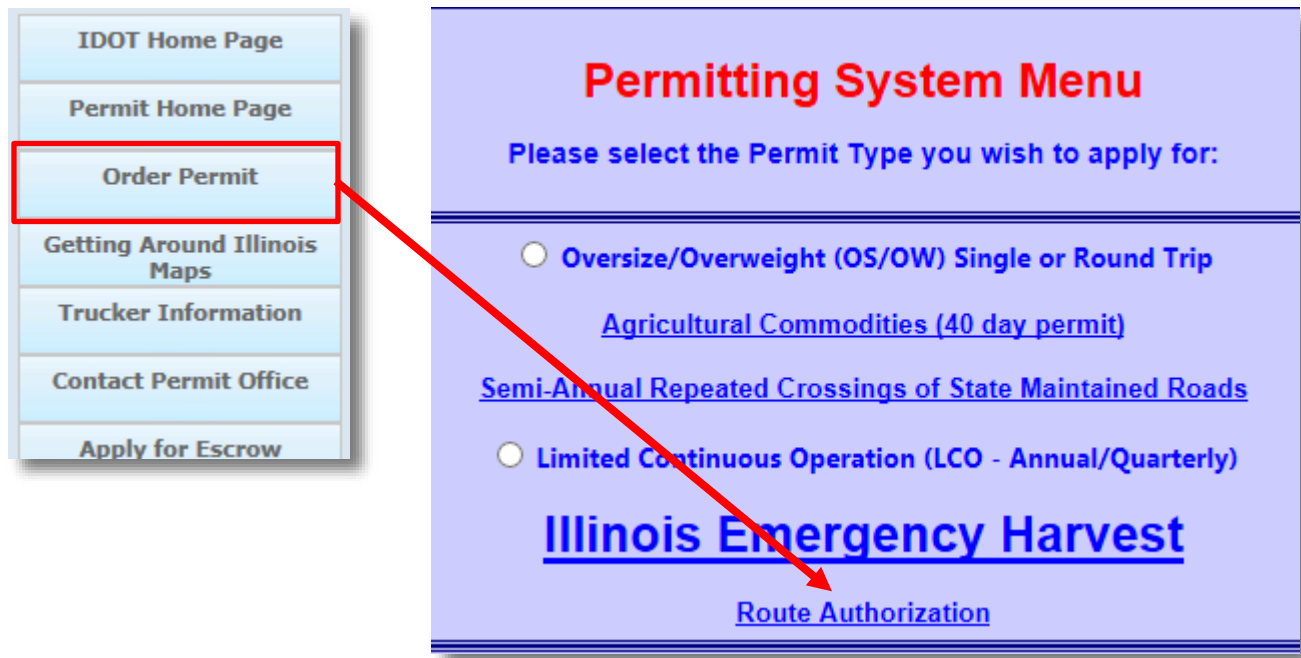 IDOT Home Page
Permit Home Page
Order Permit
Getting Around Illinois
Maps
Trucker Information
Contact Permit Office
Apply for Escrow
Permitting System Menu
Please select the Permit Type you wish to apply for:
Oversize/Overweight (OS/OW) Single or Round Trip
Agricultural Commodities (40 day permit)
Semi-Annual Repeated Crossings of State Maintained Roads
Limited Continuous Operation (LCO - Annual/Quarterly)
Illinois Emergency Harvest
Route Authorization